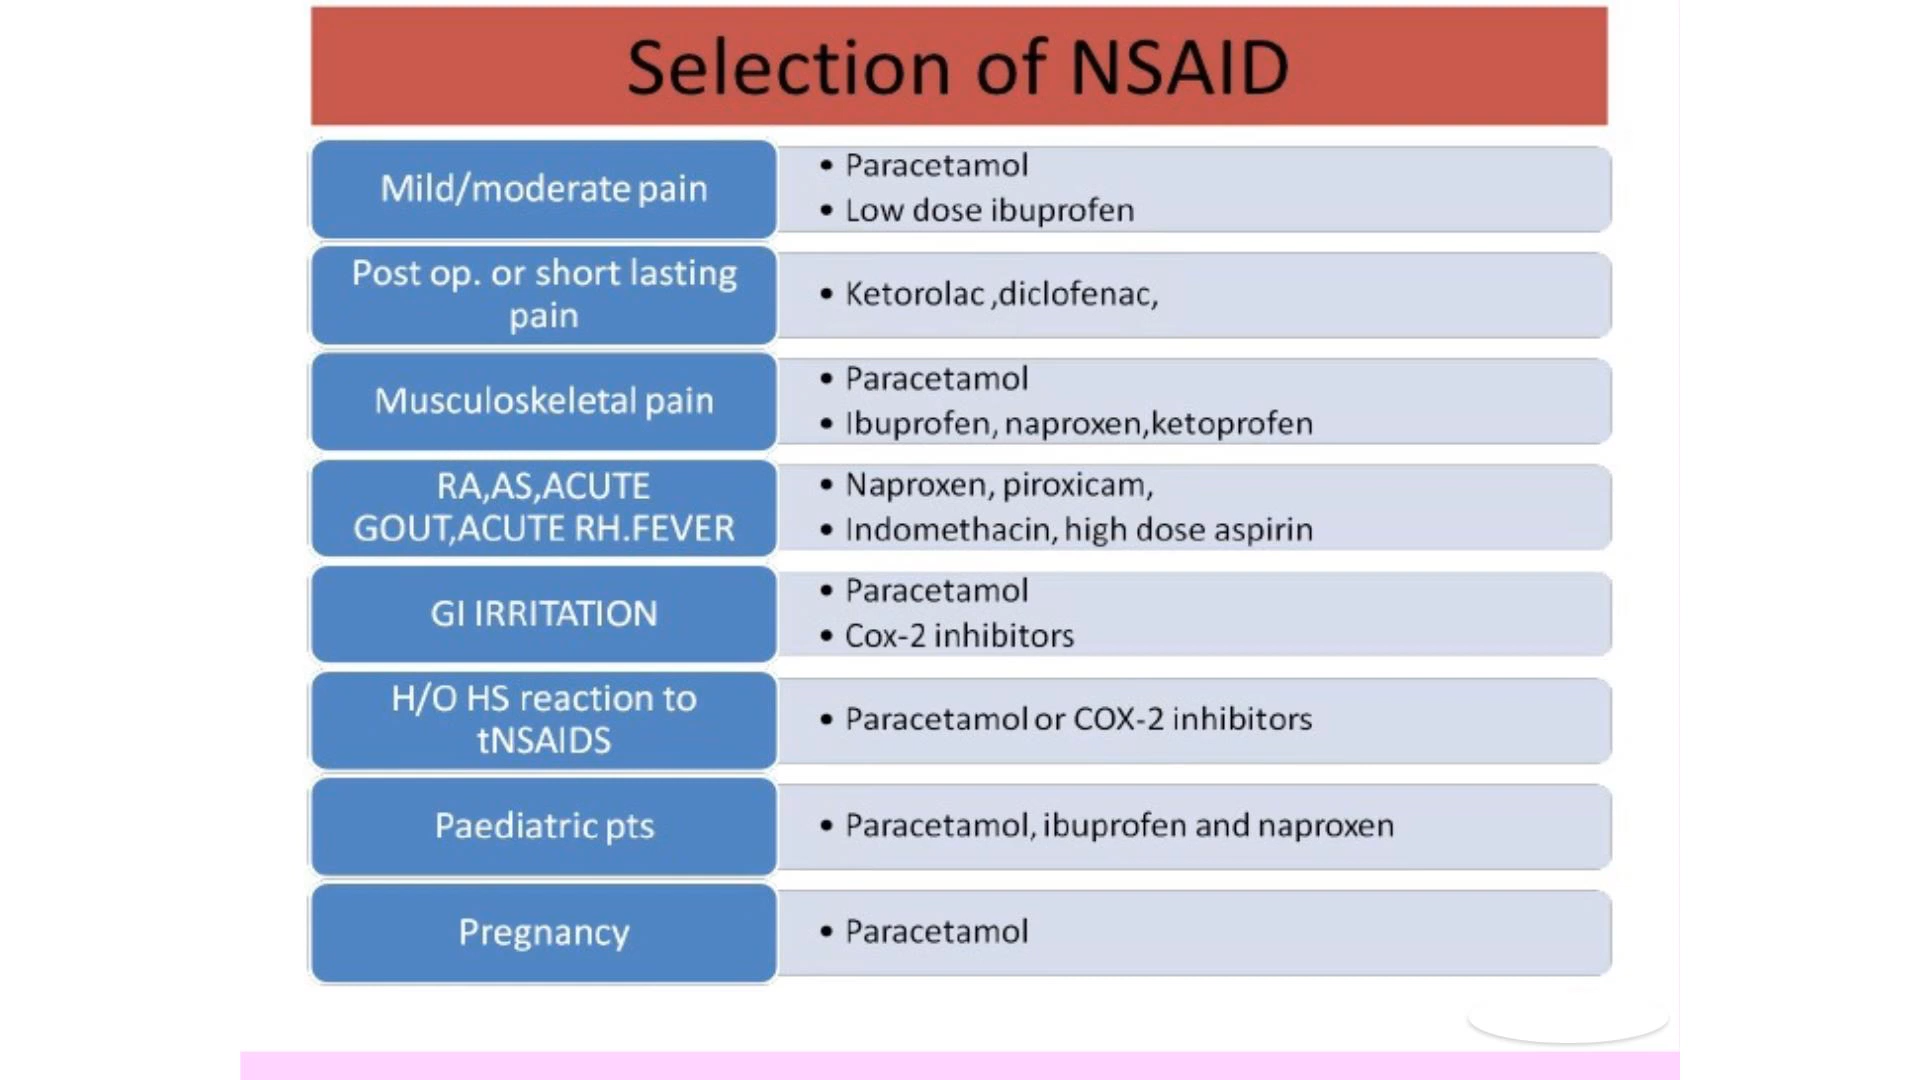 Selection of NSAID
Mild/moderate pain
• Paracetamol
• Low dose ibuprofen
Post op. or short lasting
pain
• Ketorolac ,diclofenac,
Musculoskeletal pain
• Paracetamol
• Ibuprofen, naproxen,ketoprofen
RA,AS,ACUTE
GOUT,ACUTE RH.FEVER
• Naproxen, piroxicam,
• Indomethacin, high dose aspirin
GI IRRITATION
• Paracetamol
• Cox-2 inhibitors
H/O HS reaction to
tNSAIDS
• Paracetamol or COX-2 inhibitors
Paediatric pts
• Paracetamol, ibuprofen and naproxen
Pregnancy
• Paracetamol